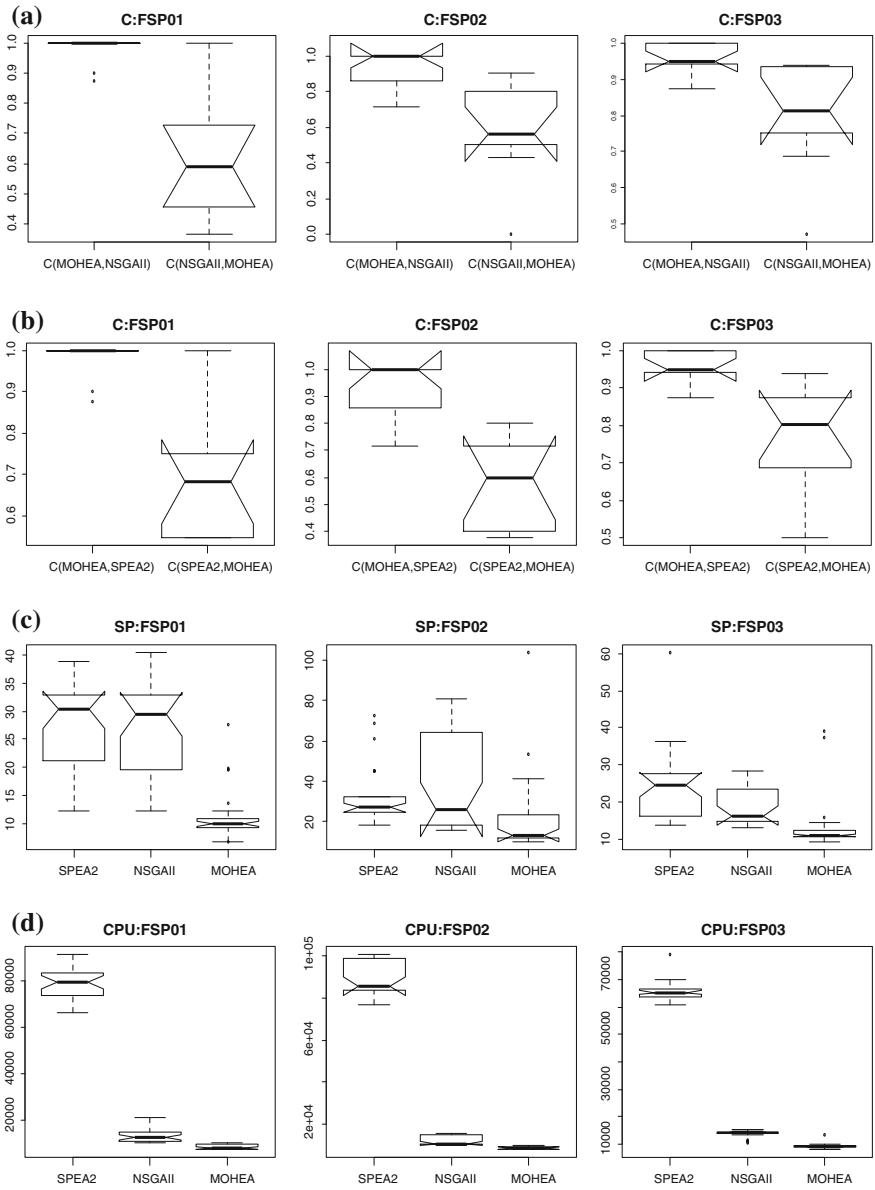 (a)
C:FSP01 C:FSP02 C:FSP03
1.0 0.9 0.8 0.7 0.6 0.5 0.4
1.0 0.8 0.6 0.4 0.2 0.0
1.0 0.9 0.8 0.7 0.6 0.5
C(MOHEA,NSGAII) C(NSGAII,MOHEA) C(MOHEA,NSGAII) C(NSGAII,MOHEA) C(MOHEA,NSGAII) C(NSGAII,MOHEA)
(b)
C:FSP01 C:FSP02 C:FSP03
1.0 0.9 0.8 0.7 0.6
1.0 0.9 0.8 0.7 0.6 0.5 0.4
1.0 0.9 0.8 0.7 0.6 0.5
C(MOHEA,SPEA2) C(SPEA2,MOHEA) C(MOHEA,SPEA2) C(SPEA2,MOHEA) C(MOHEA,SPEA2) C(SPEA2,MOHEA)
(c)
SP:FSP01 SP:FSP02 SP:FSP03
40 35 30 25 20 15 10
100 80 60 40 20
60 50 40 30 20 10
SPEA2 NSGAII MOHEA SPEA2 NSGAII MOHEA SPEA2 NSGAII MOHEA
(d)
CPU:FSP01 CPU:FSP02 CPU:FSP03
80000 60000 40000 20000
1e+05 6e+04 2e+04
70000 50000 30000 10000
SPEA2 NSGAII MOHEA SPEA2 NSGAII MOHEA SPEA2 NSGAII MOHEA